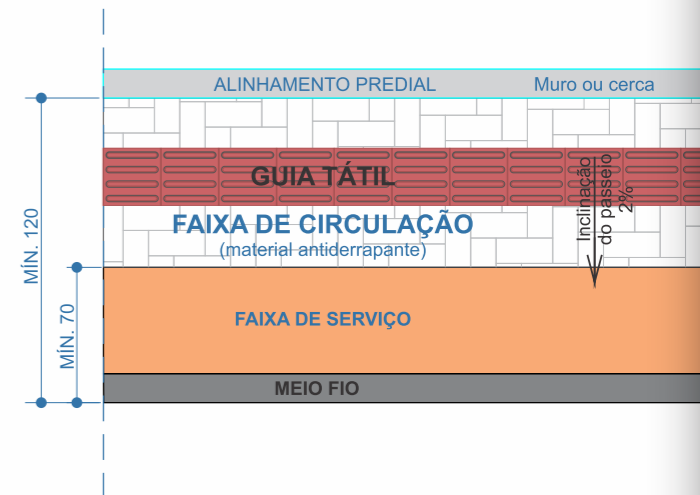 ALINHAMENTO PREDIAL
Muro ou cerca
GUIA TÁTIL
Inclinação
do passeio
2%
FAIXA DE CIRCULAÇÃO
(material antiderrapante)
MÍN. 120
MÍN. 70
FAIXA DE SERVIÇO
MEIO FIO